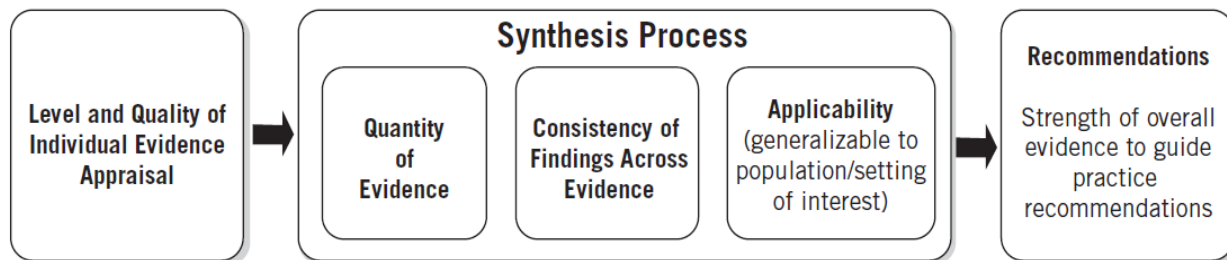 Level and Quality of
Individual Evidence
Appraisal
Synthesis Process
Quantity
of
Evidence
Consistency of
Findings Across
Evidence
Applicability
(generalizable to
population/setting
of interest)
Recommendations
Strength of overall
evidence to guide
practice
recommendations